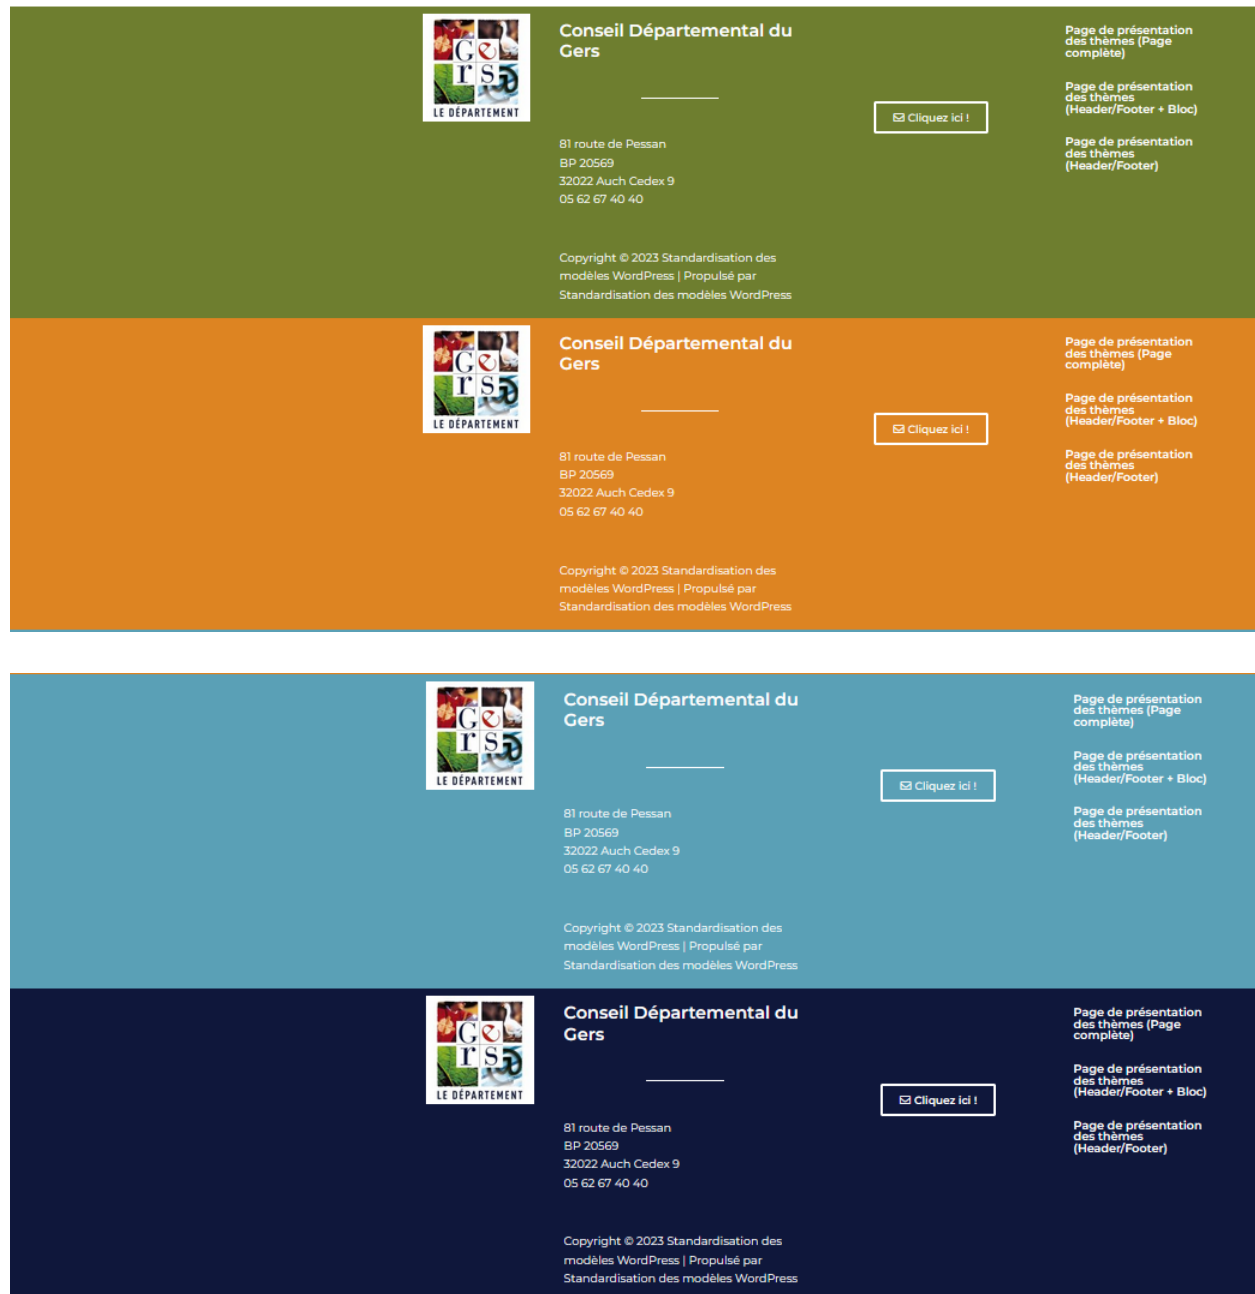 Gers
LE DÉPARTEMENT
Conseil Départemental du
Gers
81 route de Pessan
BP 20569
32022 Auch Cedex 9
05 62 67 40 40
Copyright © 2023 Standardisation des
modèles WordPress | Propulsé par
Standardisation des modèles WordPress
Cliquez ici !
Page de présentation
des thèmes (Page
complète)
Page de présentation
des thèmes
(Header/Footer + Bloc)
Page de présentation
des thèmes
(Header/Footer)
Gers
LE DÉPARTEMENT
Conseil Départemental du
Gers
81 route de Pessan
BP 20569
32022 Auch Cedex 9
05 62 67 40 40
Copyright © 2023 Standardisation des
modèles WordPress | Propulsé par
Standardisation des modèles WordPress
Cliquez ici !
Page de présentation
des thèmes (Page
complète)
Page de présentation
des thèmes
(Header/Footer + Bloc)
Page de présentation
des thèmes
(Header/Footer)
Gers
LE DÉPARTEMENT
Conseil Départemental du
Gers
81 route de Pessan
BP 20569
32022 Auch Cedex 9
05 62 67 40 40
Copyright © 2023 Standardisation des
modèles WordPress | Propulsé par
Standardisation des modèles WordPress
Cliquez ici !
Page de présentation
des thèmes (Page
complète)
Page de présentation
des thèmes
(Header/Footer + Bloc)
Page de présentation
des thèmes
(Header/Footer)
Gers
LE DÉPARTEMENT
Conseil Départemental du
Gers
81 route de Pessan
BP 20569
32022 Auch Cedex 9
05 62 67 40 40
Copyright © 2023 Standardisation des
modèles WordPress | Propulsé par
Standardisation des modèles WordPress
Cliquez ici !
Page de présentation
des thèmes (Page
complète)
Page de présentation
des thèmes
(Header/Footer + Bloc)
Page de présentation
des thèmes
(Header/Footer)